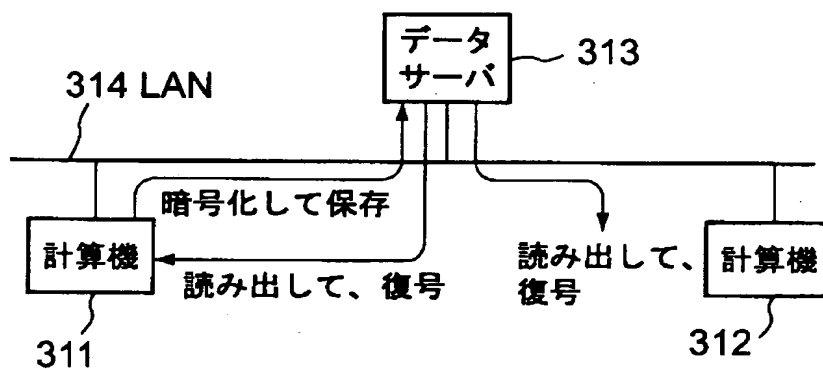 データ
サーバ
313
314 LAN
暗号化して保存
計算機
読み出して、復号
読み出して、
復号
計算機
311
312